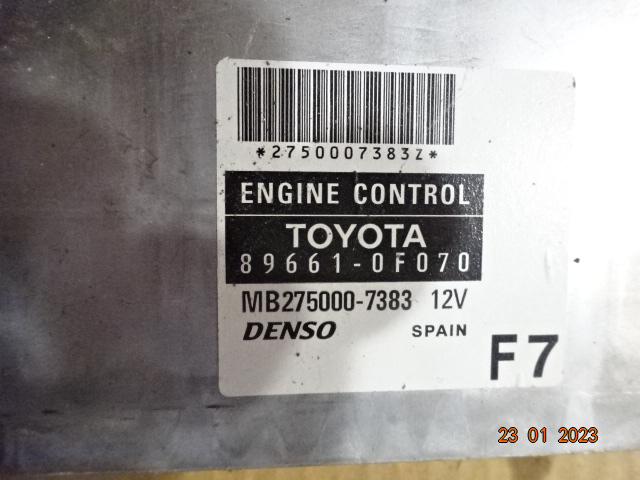 *2750007383Z*
ENGINE CONTROL
TOYOTA
89661-0F070
MB275000-7383 12V
DENSO SPAIN
F7
23 01 2023